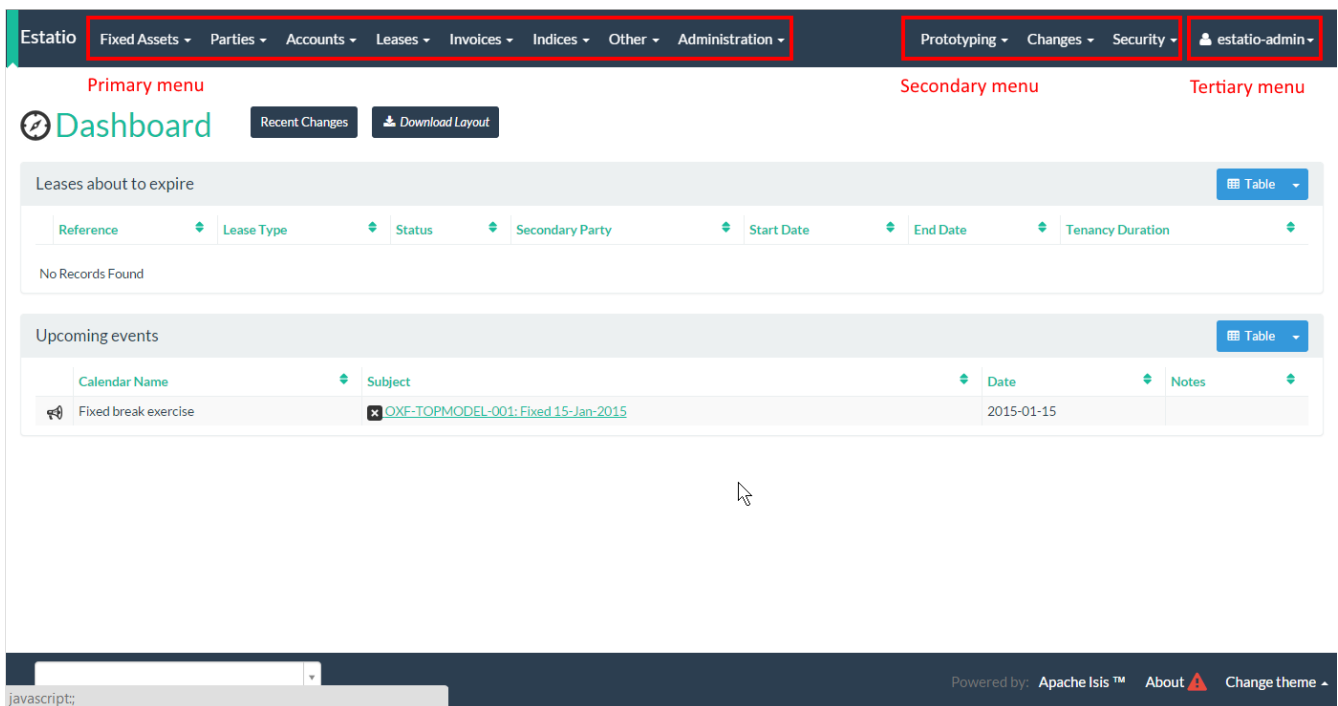 Estatio Fixed Assets Parties Accounts Leases Invoices Indices Other Administration Prototyping Changes Security estatio-admin
Primary menu Secondary menu Tertiary menu
Dashboard Recent Changes Download Layout
Leases about to expire Table
Reference Lease Type Status Secondary Party Start Date End Date Tenancy Duration
No Records Found
Upcoming events Table
Calendar Name Subject Date Notes
Fixed break exercise OXF-TOPMODEL-001: Fixed 15-Jan-2015 2015-01-15
Powered by: Apache Isis ™ About Change theme
javascript:;